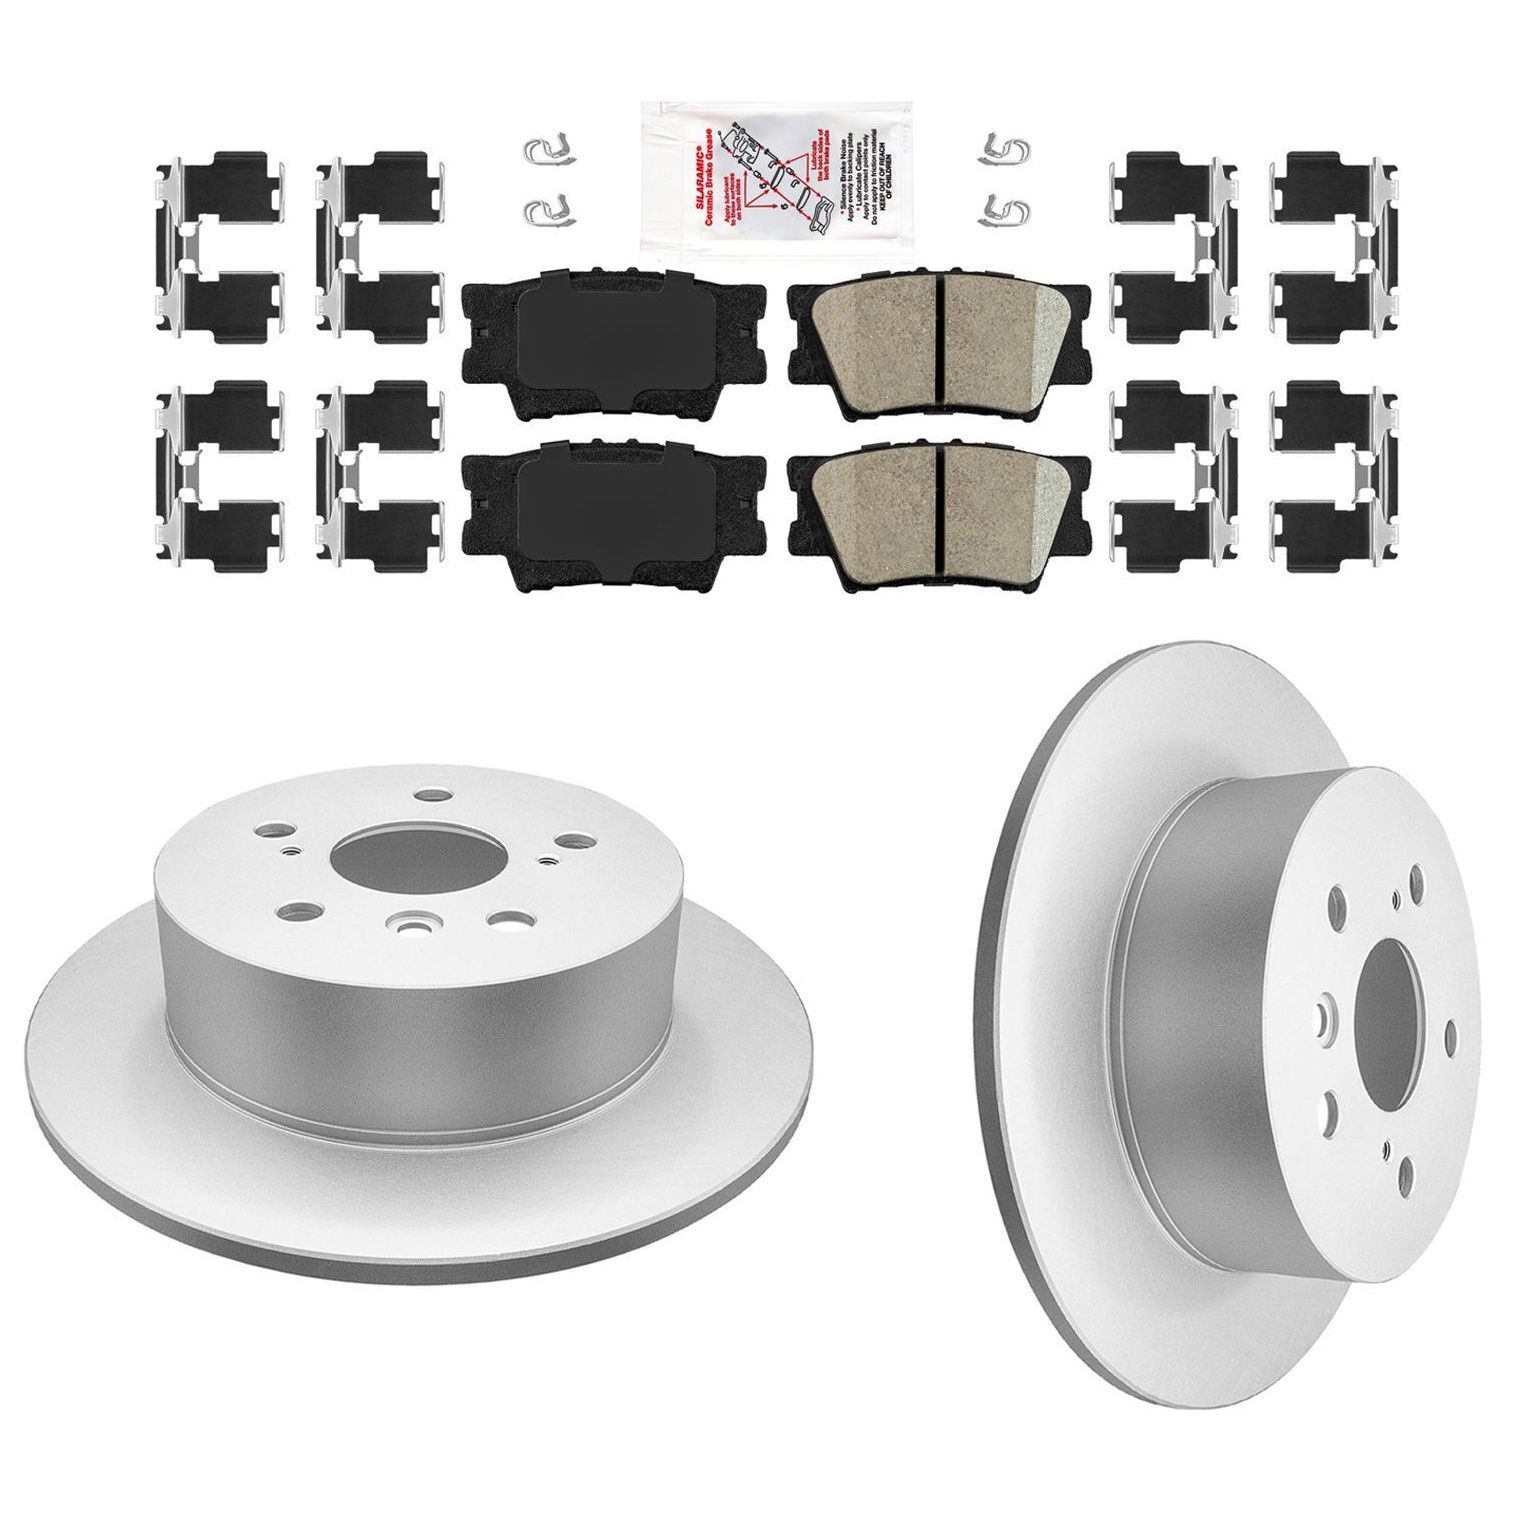 SILARAMIC®
Ceramic Brake Grease
Apply lubricant
to these surfaces
on both sides
Lubricate
the back sides of
both brake pads
* Silence Brake Noise
Apply evenly to backing plate
* Lubricate Calipers
Apply to contact points only
Do not apply to friction material
KEEP OUT OF REACH
OF CHILDREN